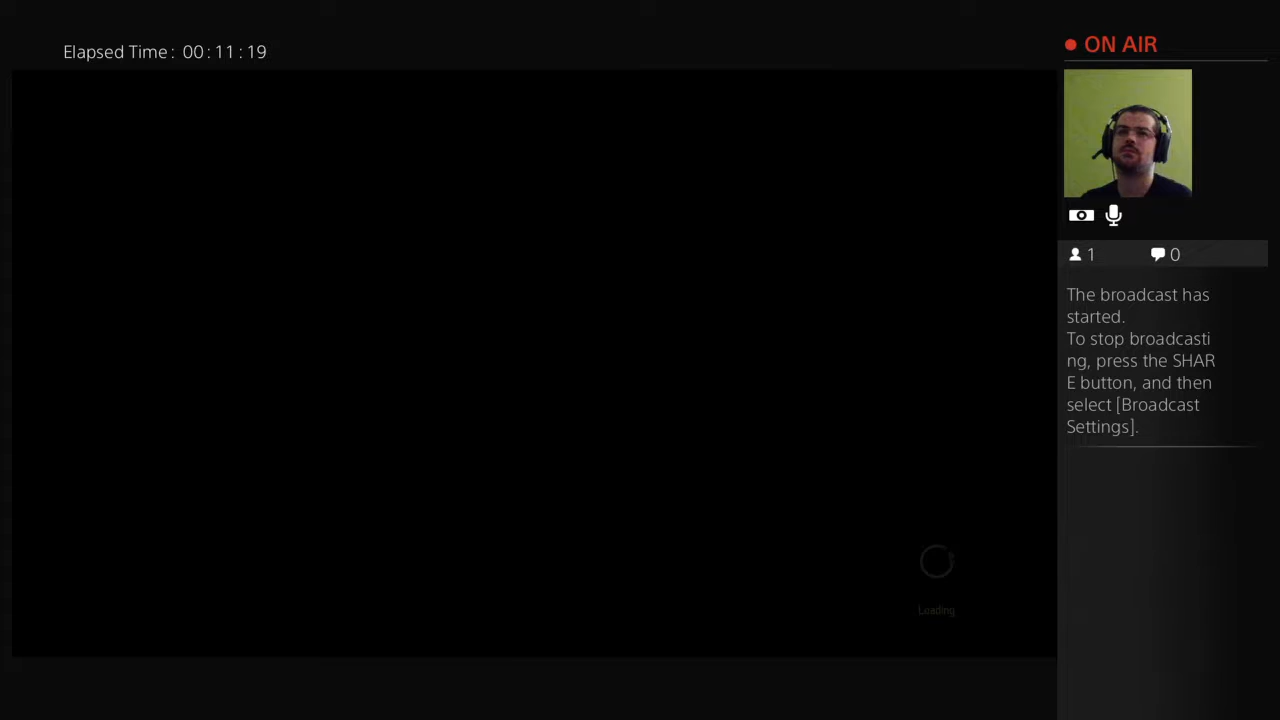 Elapsed Time: 00:11:19
ON AIR
1 0
The broadcast has
started.
To stop broadcasti
ng, press the SHAR
E button, and then
select [Broadcast
Settings].
Loading